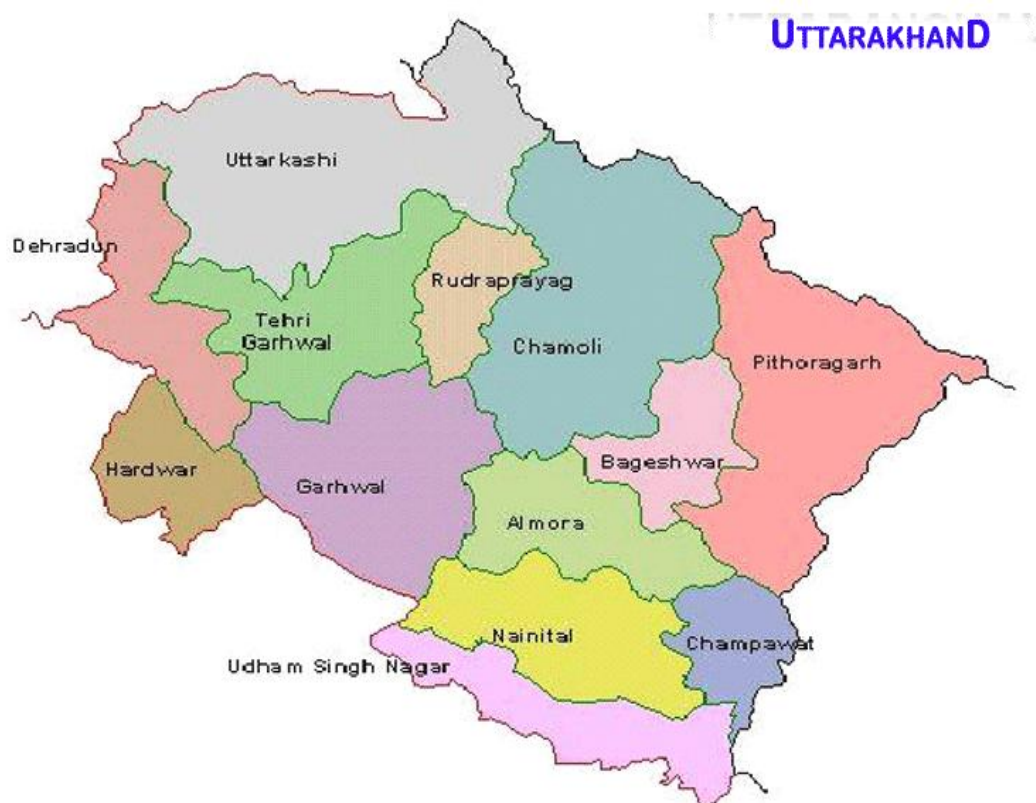 UTTARAKHAND
Uttarkashi
Dehradun
Rudraprayag
Tehri
Garhwal
Chamoli
Pithoragarh
Hardwar
Garhwal
Bageshwar
Almora
Nainital
Champawat
Udham Singh Nagar